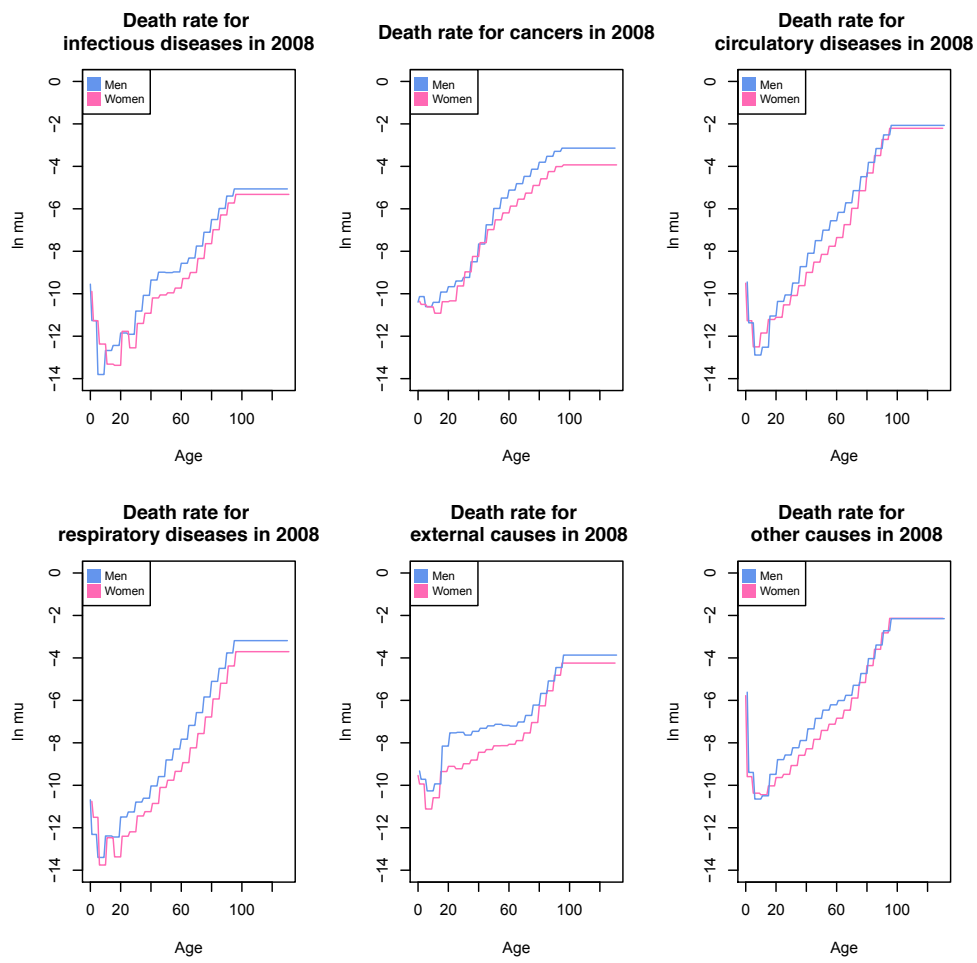 Death rate for
infectious diseases in 2008
Men
Women
0
−2
−4
−6
−8
−10
−12
−14
ln mu
0 20 60 100
Age
Death rate for cancers in 2008
Men
Women
0
−2
−4
−6
−8
−10
−12
−14
ln mu
0 20 60 100
Age
Death rate for
circulatory diseases in 2008
Men
Women
0
−2
−4
−6
−8
−10
−12
−14
ln mu
0 20 60 100
Age
Death rate for
respiratory diseases in 2008
Men
Women
0
−2
−4
−6
−8
−10
−12
−14
ln mu
0 20 60 100
Age
Death rate for
external causes in 2008
Men
Women
0
−2
−4
−6
−8
−10
−12
−14
ln mu
0 20 60 100
Age
Death rate for
other causes in 2008
Men
Women
0
−2
−4
−6
−8
−10
−12
−14
ln mu
0 20 60 100
Age